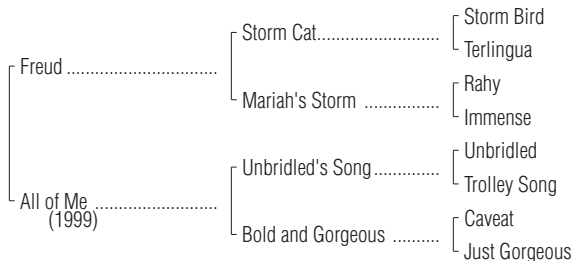 Storm Bird
Storm Cat..........................
Terlingua
Freud ................................
Rahy
Mariah's Storm ................
Immense
Unbridled
Unbridled's Song..............
Trolley Song
All of Me ..........................
(1999)
Caveat
Bold and Gorgeous ..........
Just Gorgeous